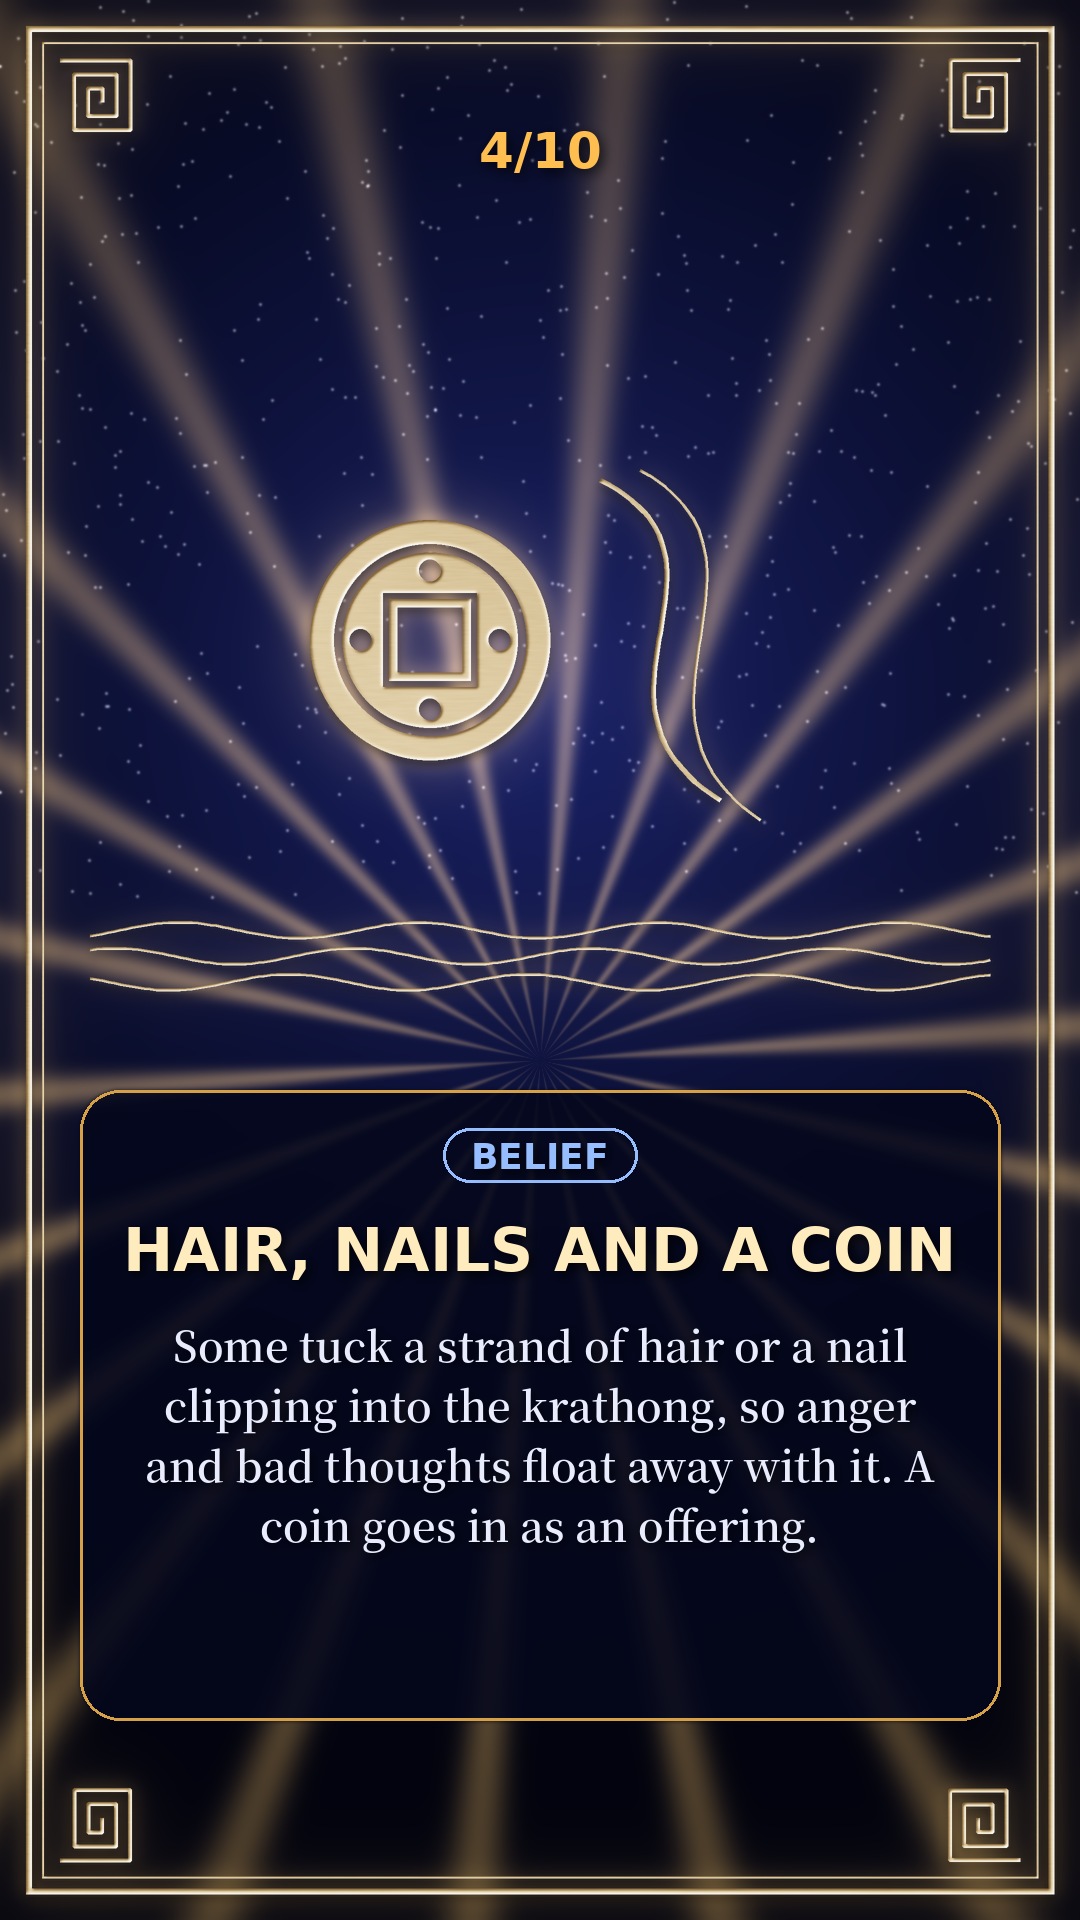 4/10
BELIEF
HAIR, NAILS AND A COIN
Some tuck a strand of hair or a nail
clipping into the krathong, so anger
and bad thoughts float away with it. A
coin goes in as an offering.